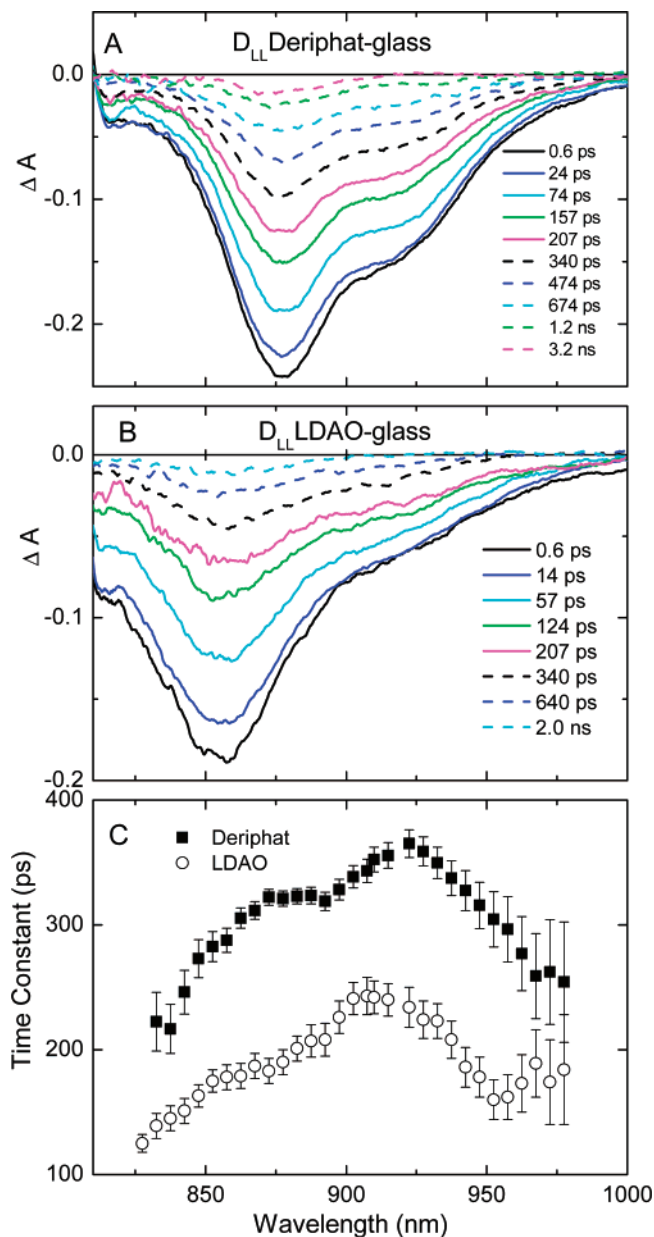 A
D_LL Deriphat-glass
0.0
-0.1
-0.2
Δ A
0.6 ps
24 ps
74 ps
157 ps
207 ps
340 ps
474 ps
674 ps
1.2 ns
3.2 ns
B
D_LL LDAO-glass
0.0
-0.1
-0.2
Δ A
0.6 ps
14 ps
57 ps
124 ps
207 ps
340 ps
640 ps
2.0 ns
C
Deriphat
LDAO
400
300
200
100
Time Constant (ps)
850 900 950 1000
Wavelength (nm)